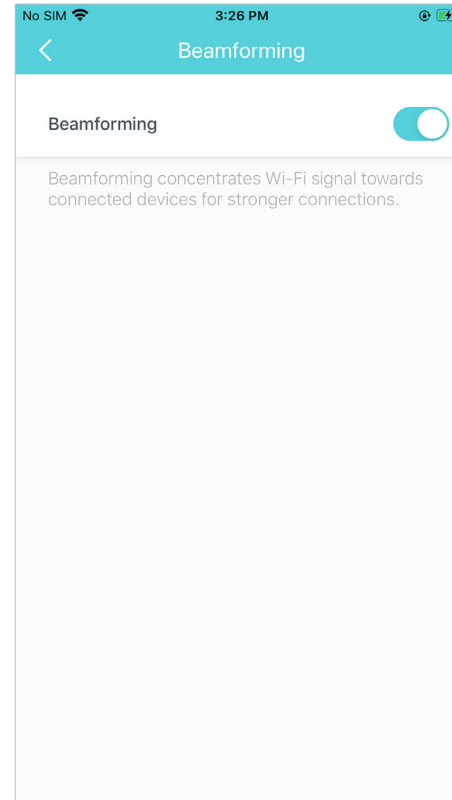 No SIM 3:26 PM
Beamforming
Beamforming
Beamforming concentrates Wi-Fi signal towards
connected devices for stronger connections.